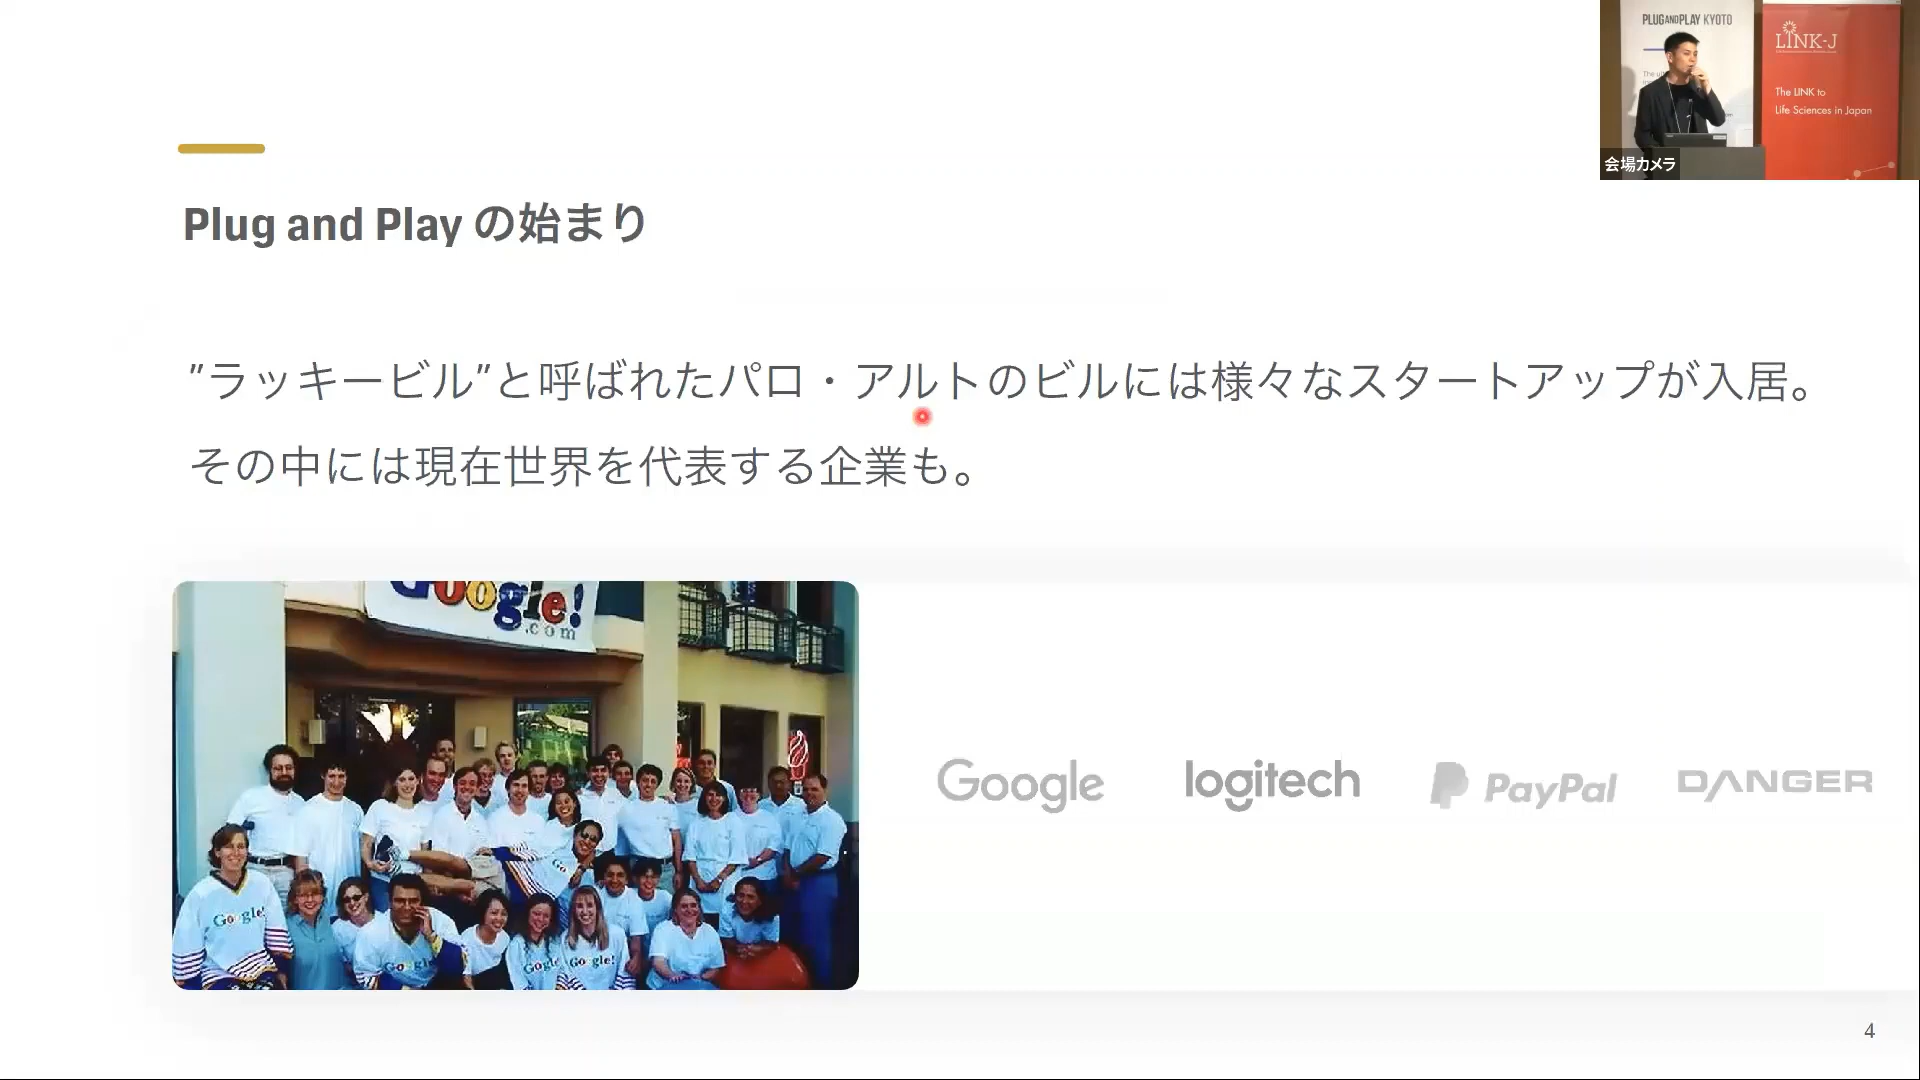 PLUGANDPLAY KYOTO
LINK-J
The LINK to
Life Sciences in Japan
会場カメラ
Plug and Play の始まり
”ラッキービル”と呼ばれたパロ・アルトのビルには様々なスタートアップが入居。
その中には現在世界を代表する企業も。
Google!
.com
Google!
Google!
Google!
Google
logitech
PayPal
DANGER
4